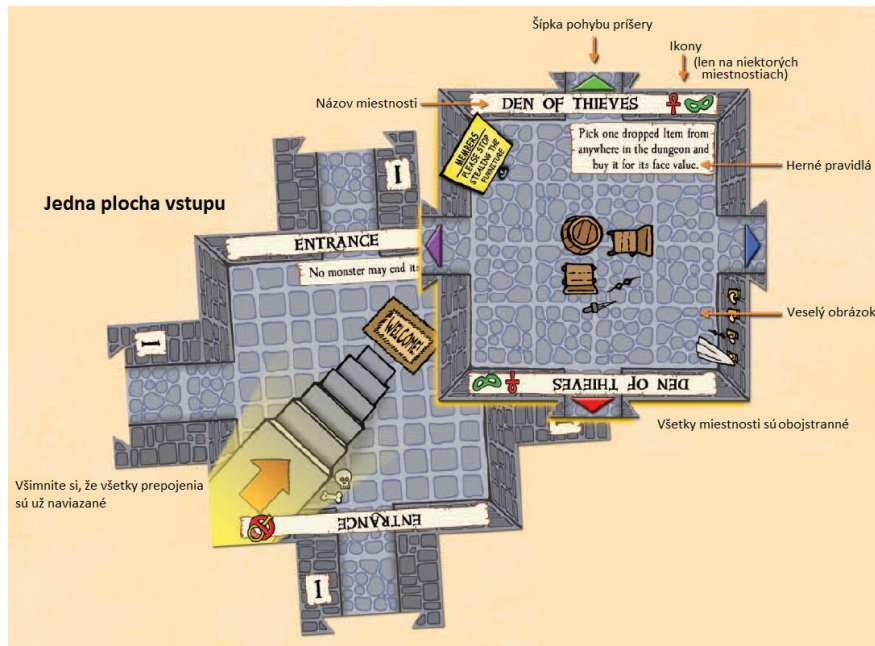 Šípka pohybu príšery
Ikony
(len na niektorých
miestnostiach)
Názov miestnosti
DEN OF THIEVES
Pick one dropped Item from
anywhere in the dungeon and
buy it for its face value.
Herné pravidlá
MEMBERS
PLEASE STOP
STEALING THE
FURNITURE
Jedna plocha vstupu
I
ENTRANCE
No monster may end its
WELCOME!
I
Veselý obrázok
DEN OF THIEVES
Všetky miestnosti sú obojstranné
Všimnite si, že všetky prepojenia
sú už naviazané
ENTRANCE
I